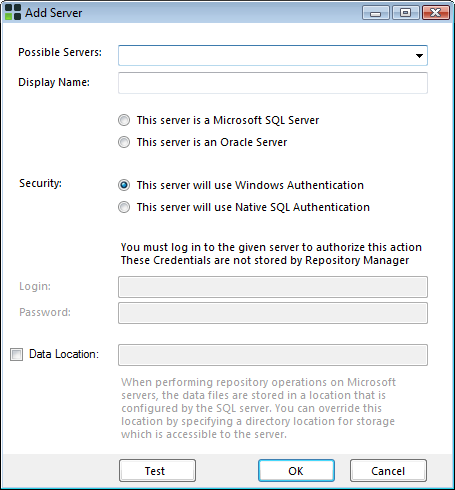 Add Server
Possible Servers:
Display Name:
This server is a Microsoft SQL Server
This server is an Oracle Server
Security:
This server will use Windows Authentication
This server will use Native SQL Authentication
You must log in to the given server to authorize this action
These Credentials are not stored by Repository Manager
Login:
Password:
Data Location:
When performing repository operations on Microsoft
servers, the data files are stored in a location that is
configured by the SQL server. You can override this
location by specifying a directory location for storage
which is accessible to the server.
Test
OK
Cancel